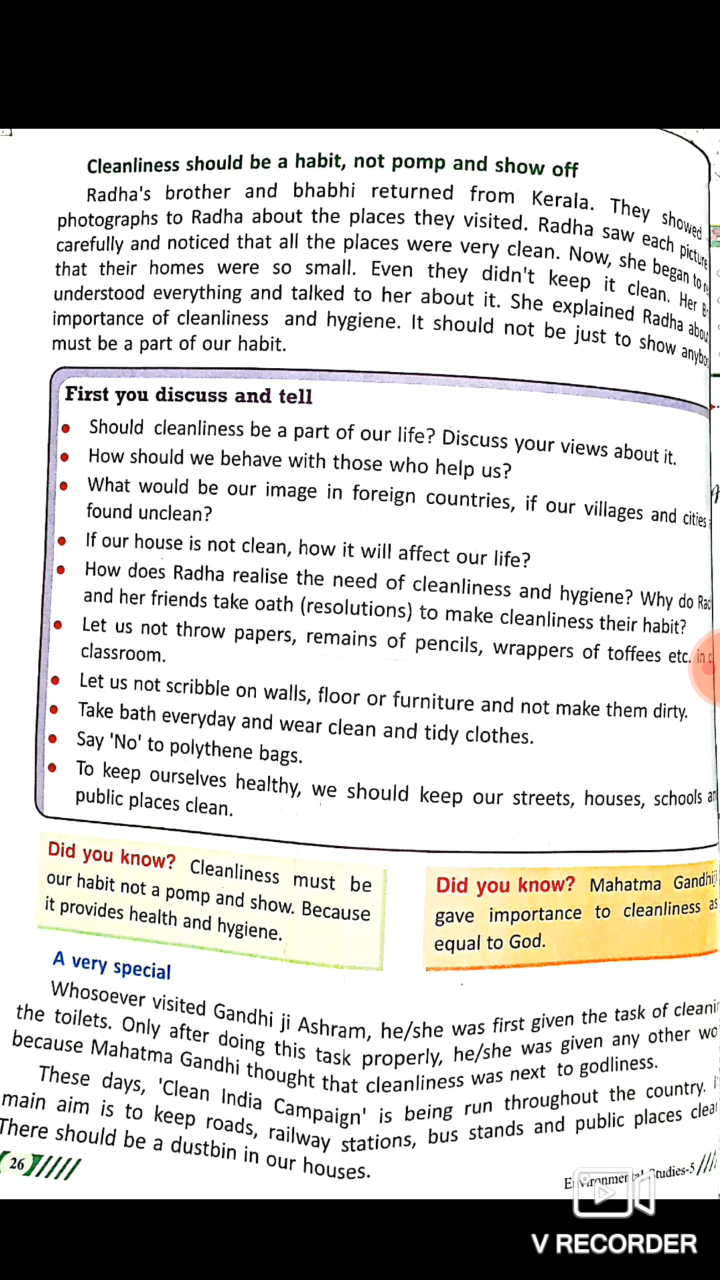 Cleanliness should be a habit, not pomp and show off
Radha's brother and bhabhi returned from Kerala. They showed
photographs to Radha about the places they visited. Radha saw each picture
carefully and noticed that all the places were very clean. Now, she began to
that their homes were so small. Even they didn't keep it clean. Her
understood everything and talked to her about it. She explained Radha about
importance of cleanliness and hygiene. It should not be just to show
must be a part of our habit.
First you discuss and tell
• Should cleanliness be a part of our life? Discuss your views about it.
• How should we behave with those who help us?
• What would be our image in foreign countries, if our villages and cities
found unclean?
• If our house is not clean, how it will affect our life?
• How does Radha realise the need of cleanliness and hygiene? Why do
and her friends take oath (resolutions) to make cleanliness their habit?
• Let us not throw papers, remains of pencils, wrappers of toffees etc. in
classroom.
• Let us not scribble on walls, floor or furniture and not make them dirty.
• Take bath everyday and wear clean and tidy clothes.
• Say 'No' to polythene bags.
• To keep ourselves healthy, we should keep our streets, houses, schools
public places clean.
Did you know? Cleanliness must be
our habit not a pomp and show. Because
it provides health and hygiene.
Did you know? Mahatma Gandhiji
gave importance to cleanliness as
equal to God.
A very special
Whosoever visited Gandhi ji Ashram, he/she was first given the task of
the toilets. Only after doing this task properly, he/she was given any other
because Mahatma Gandhi thought that cleanliness was next to godliness.
These days, 'Clean India Campaign' is being run throughout the country.
main aim is to keep roads, railway stations, bus stands and public places
There should be a dustbin in our houses.
26
Environmental Studies-5
V RECORDER